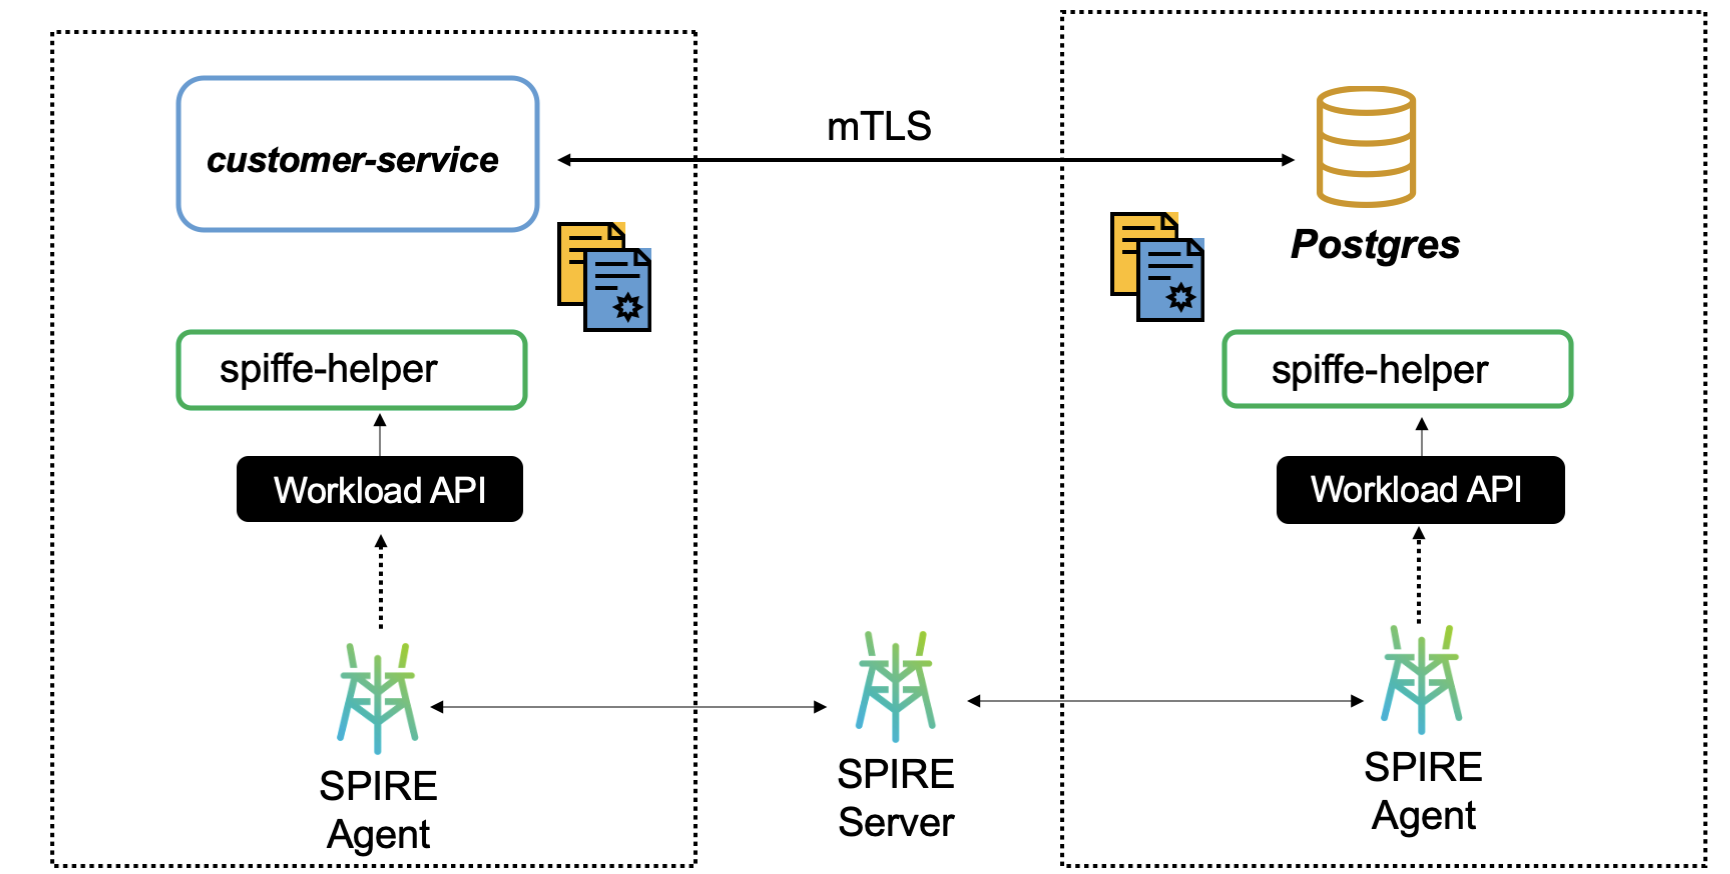 mTLS
customer-service
Postgres
spiffe-helper
spiffe-helper
Workload API
Workload API
SPIRE
Agent
SPIRE
Server
SPIRE
Agent